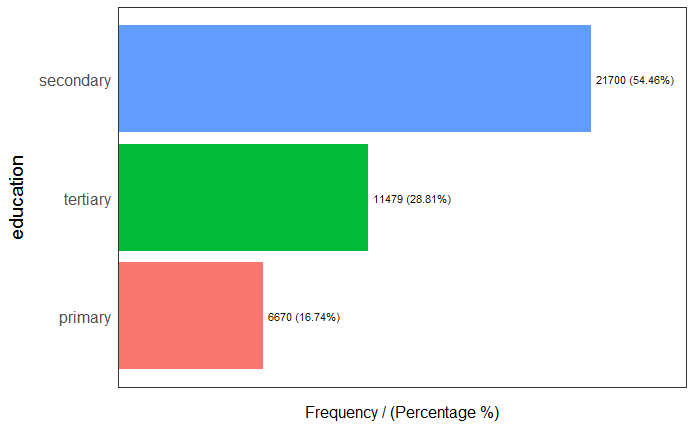 education
secondary
21700 (54.46%)
tertiary
11479 (28.81%)
primary
6670 (16.74%)
Frequency / (Percentage %)